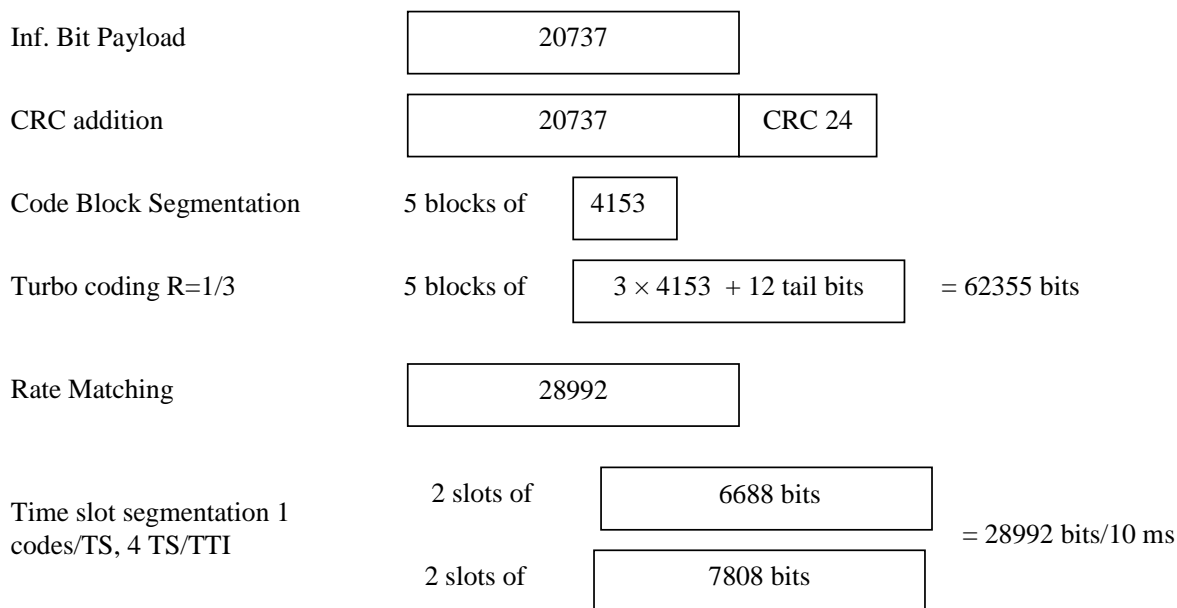 Inf. Bit Payload 20737
CRC addition 20737 CRC 24
Code Block Segmentation 5 blocks of 4153
Turbo coding R=1/3 5 blocks of 3 × 4153 + 12 tail bits = 62355 bits
Rate Matching 28992
2 slots of 6688 bits
Time slot segmentation 1
codes/TS, 4 TS/TTI
= 28992 bits/10 ms
2 slots of 7808 bits